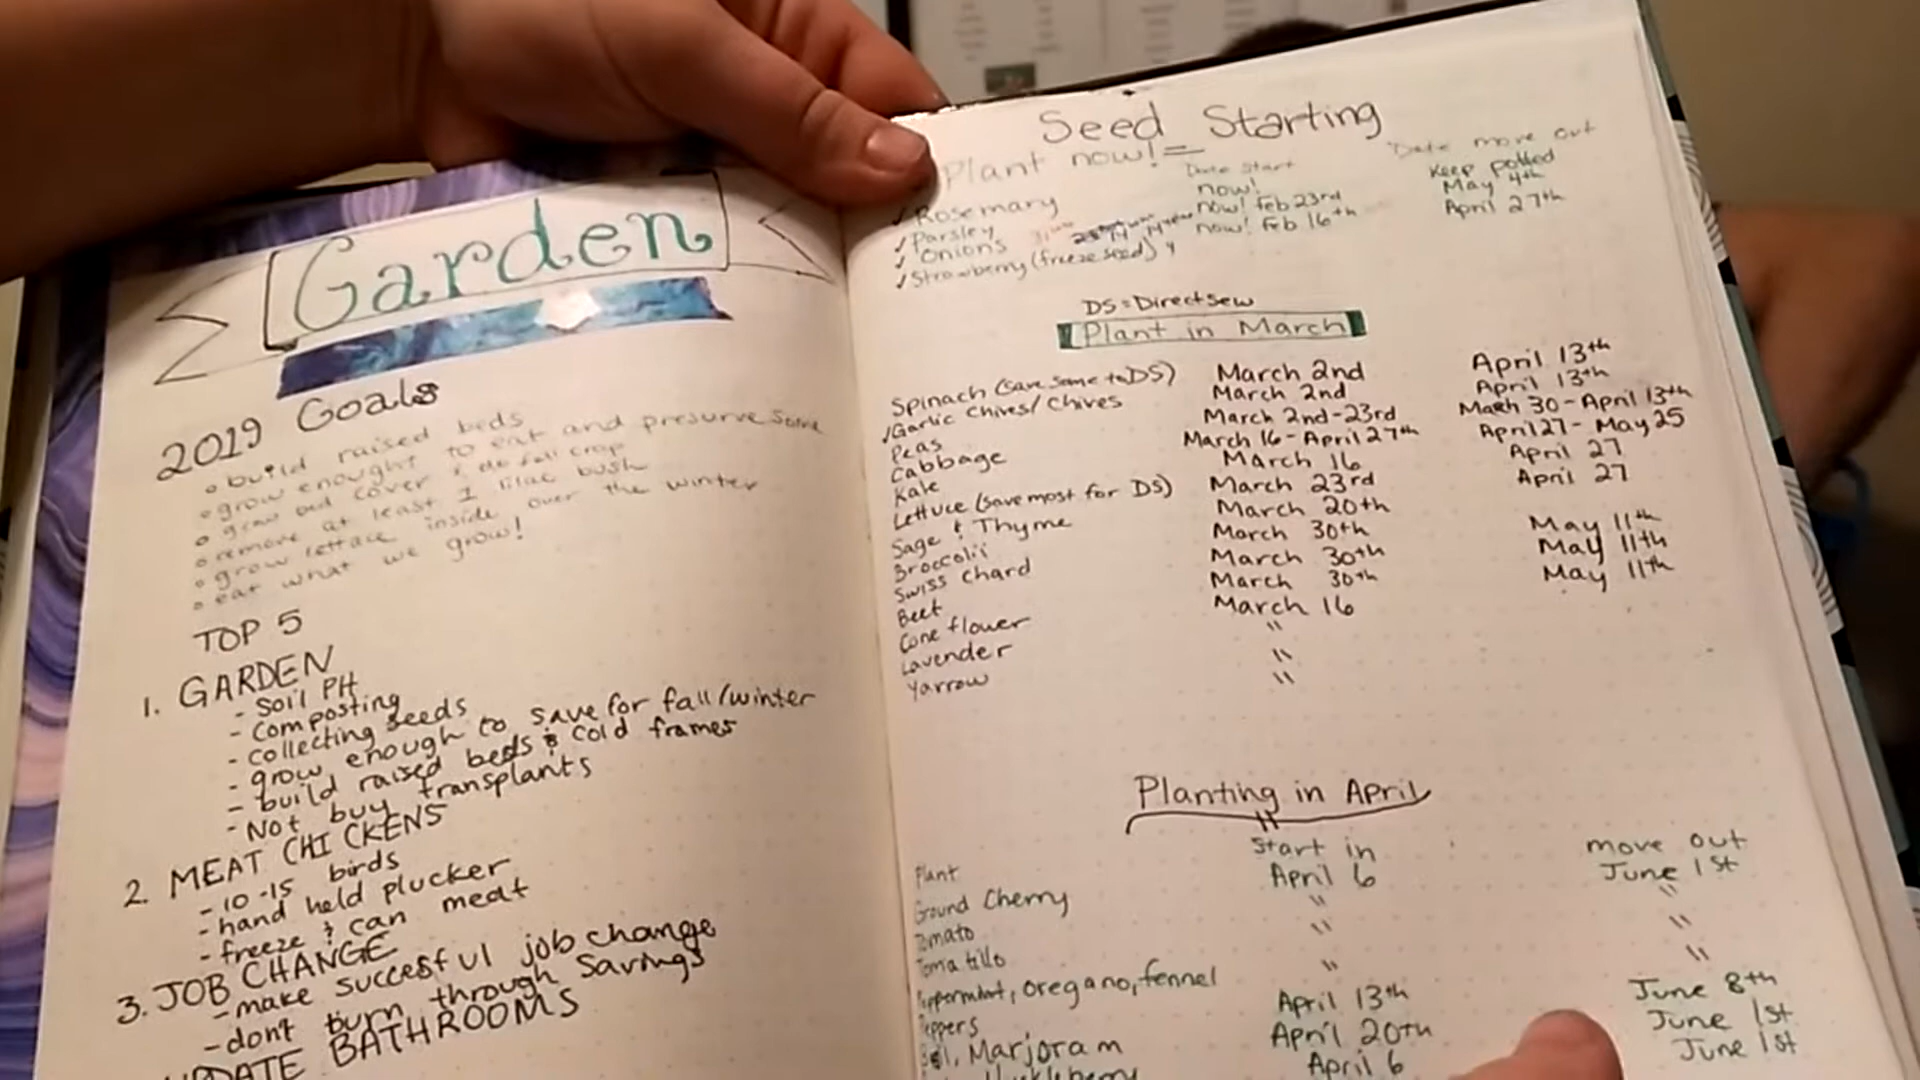 Garden
2019 Goals
build raised beds
grow enought to eat and presurve some
grow bed cover & do fall crop
remove at least 1 lilac bush
grow lettace inside over the winter
eat what we grow!
TOP 5
1. GARDEN
- Soil PH
- composting
- collecting seeds
- grow enough to save for fall/winter
- build raised beds & cold frames
- Not buy transplants
2. MEAT CHICKENS
- 10-15 birds
- hand held plucker
- freeze & can meat
3. JOB CHANGE
- make succesful job change
- don't burn through savings
BATHROOMS
Seed Starting
Plant now! Date Start Date move out
✓ Rosemary now! Keep potted
✓ Parsley now! Feb 23rd May 4th
✓ Onions now! Feb 16th April 27th
✓ Strawberry (freeze seed)
DS = Direct Sew
Plant in March
Spinach (Save some to DS) March 2nd April 13th
✓ Garlic Chives/Chives March 2nd April 13th
Peas March 2nd-23rd March 30-April 13th
Cabbage March 16-April 27th April 27-May 25
Kale March 16 April 27
Lettuce (save most for DS) March 23rd April 27
Sage & Thyme March 20th
Broccoli March 30th May 11th
Swiss Chard March 30th May 11th
Beet March 30th May 11th
Cone flower March 16
Lavender "
Yarrow "
Planting in April
Plant Start in move out
Ground Cherry April 6 June 1st
Tomato " "
Tomatillo " "
Peppermint, oregano, fennel " "
Peppers April 13th June 8th
Marjoram April 20th June 1st
April 6 June 1st